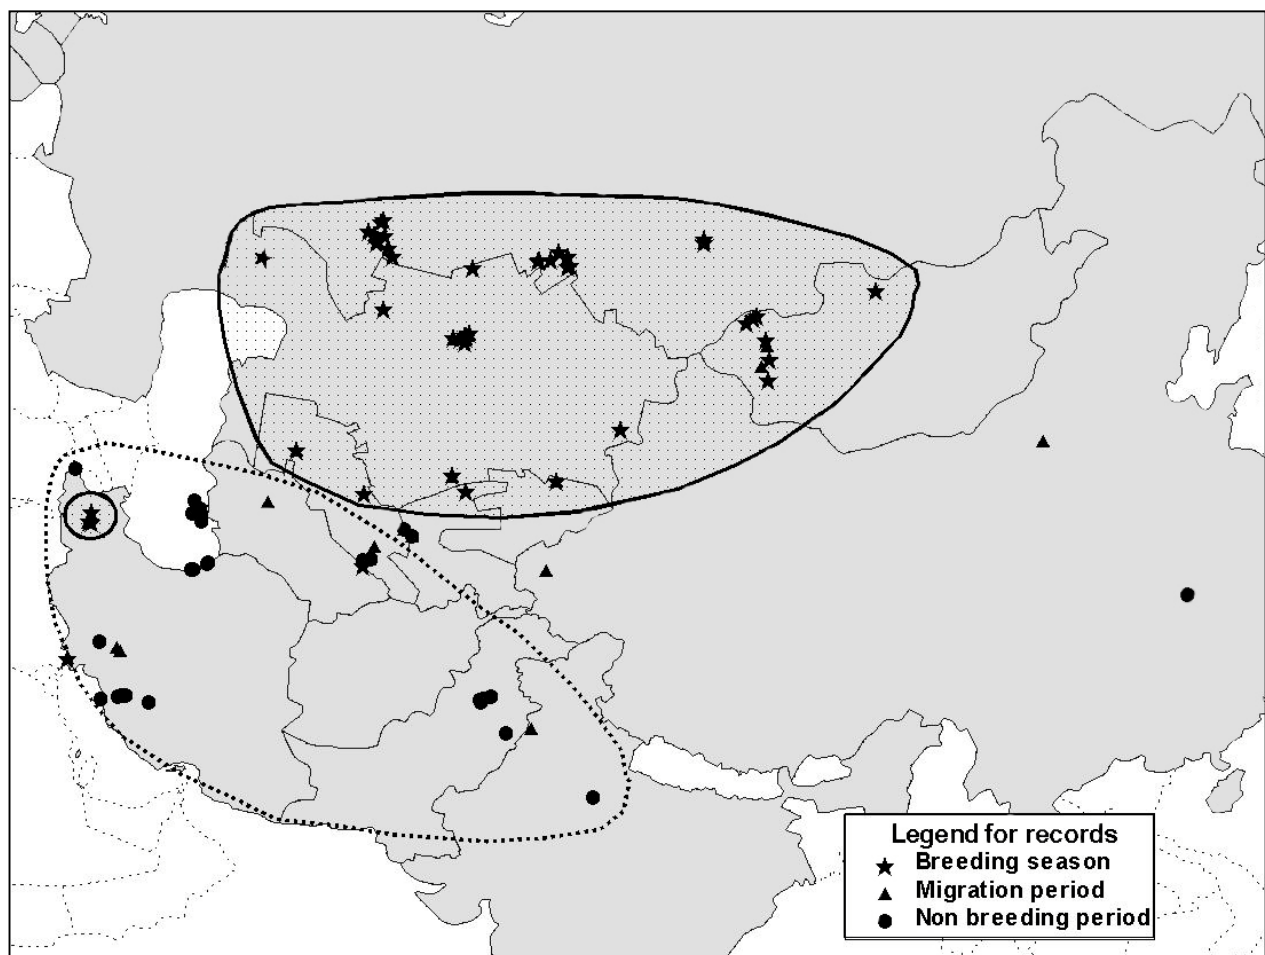 Legend for records
Breeding season
Migration period
Non breeding period